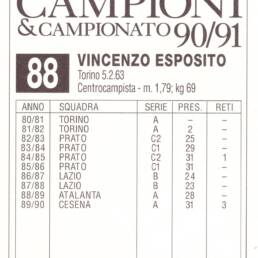 CAMPIONI
& CAMPIONATO 90/91
88 VINCENZO ESPOSITO
Torino 5.2.63
Centrocampista - m. 1,79; kg 69
ANNO SQUADRA SERIE PRES. RETI
80/81 TORINO A – –
81/82 TORINO A 2 –
82/83 PRATO C2 25 –
83/84 PRATO C1 29 –
84/85 PRATO C2 31 1
85/86 PRATO C1 31 –
86/87 LAZIO B 24 –
87/88 LAZIO B 23 –
88/89 ATALANTA A 28 –
89/90 CESENA A 31 3